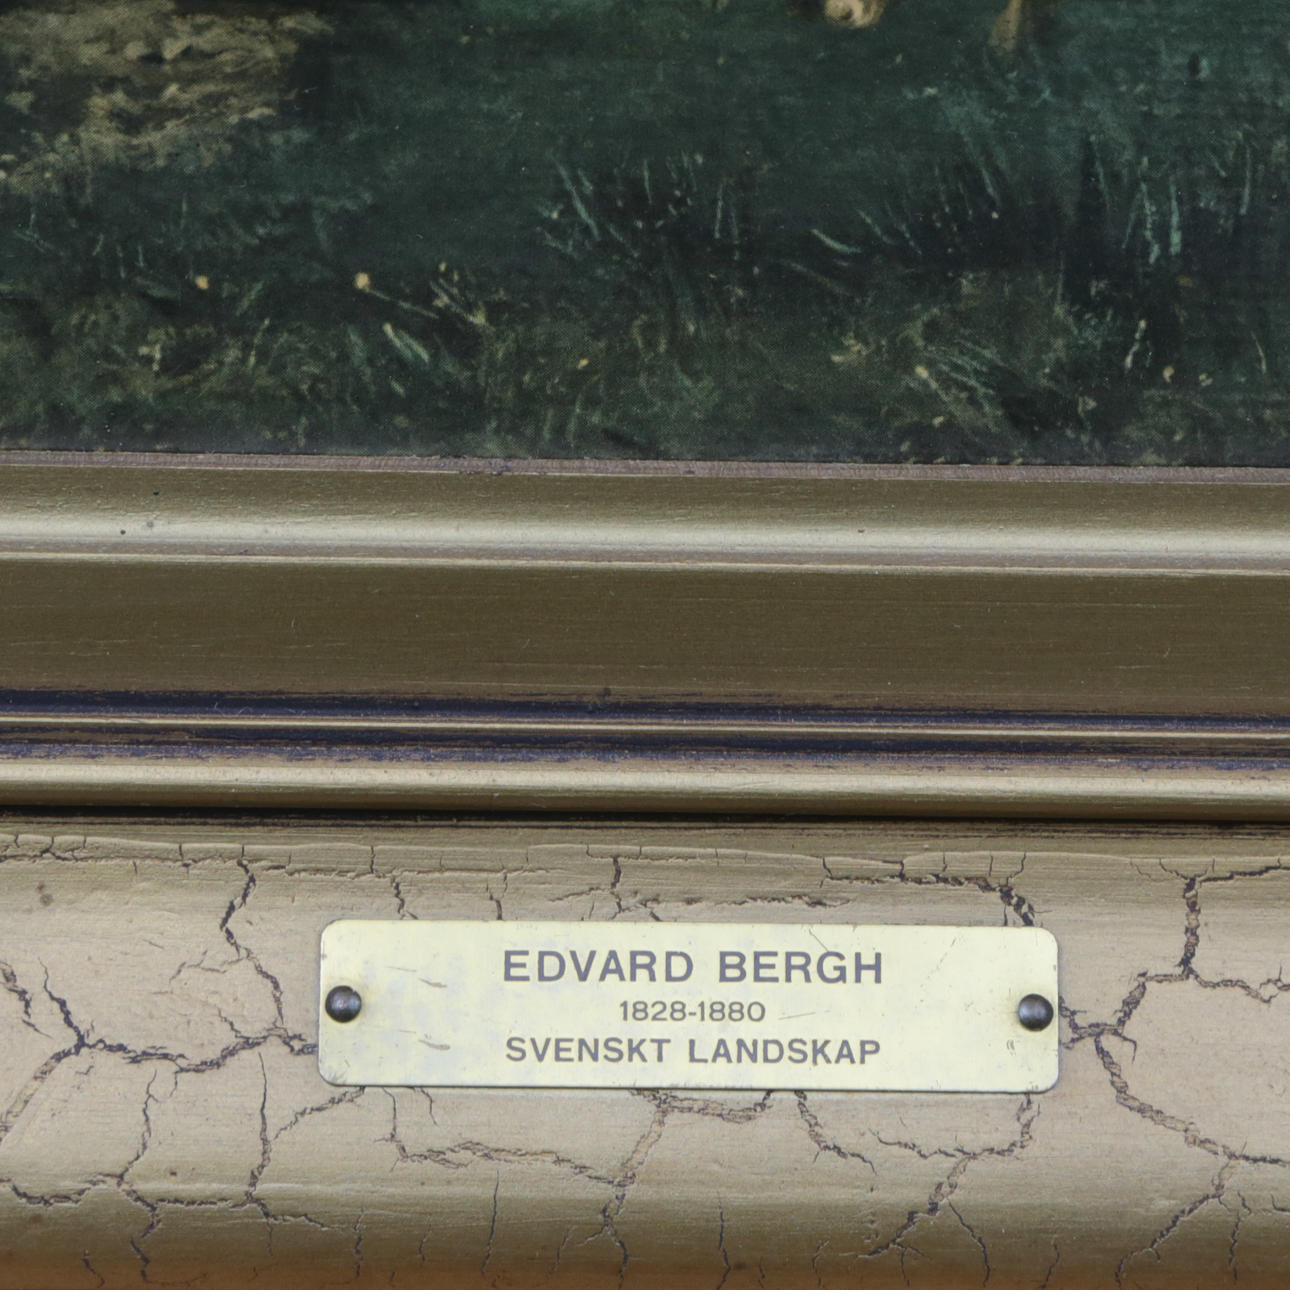 EDVARD BERGH
1828-1880
SVENSKT LANDSKAP